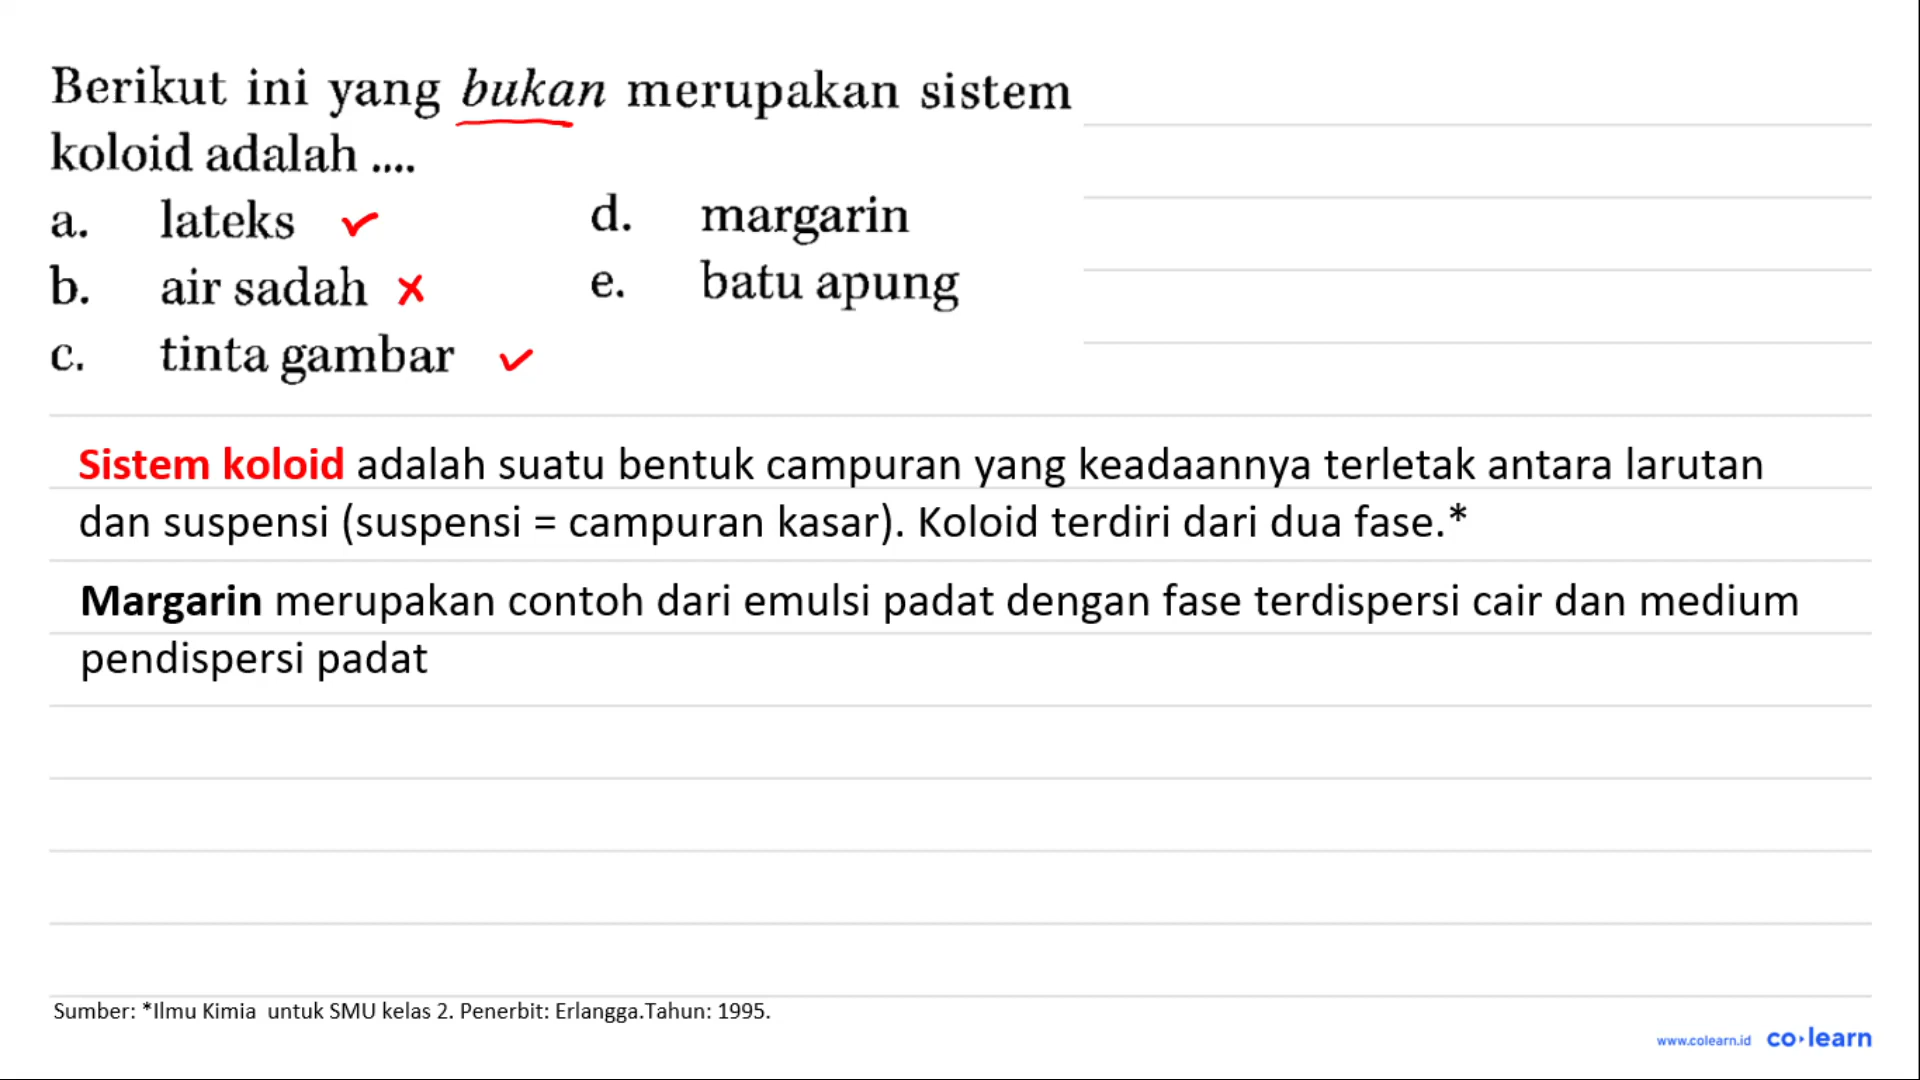 Berikut ini yang bukan merupakan sistem
koloid adalah ....
a. lateks ✓
b. air sadah ✗
c. tinta gambar ✓
d. margarin
e. batu apung
Sistem koloid adalah suatu bentuk campuran yang keadaannya terletak antara larutan
dan suspensi (suspensi = campuran kasar). Koloid terdiri dari dua fase.*
Margarin merupakan contoh dari emulsi padat dengan fase terdispersi cair dan medium
pendispersi padat
Sumber: *Ilmu Kimia untuk SMU kelas 2. Penerbit: Erlangga.Tahun: 1995.
www.colearn.id co·learn